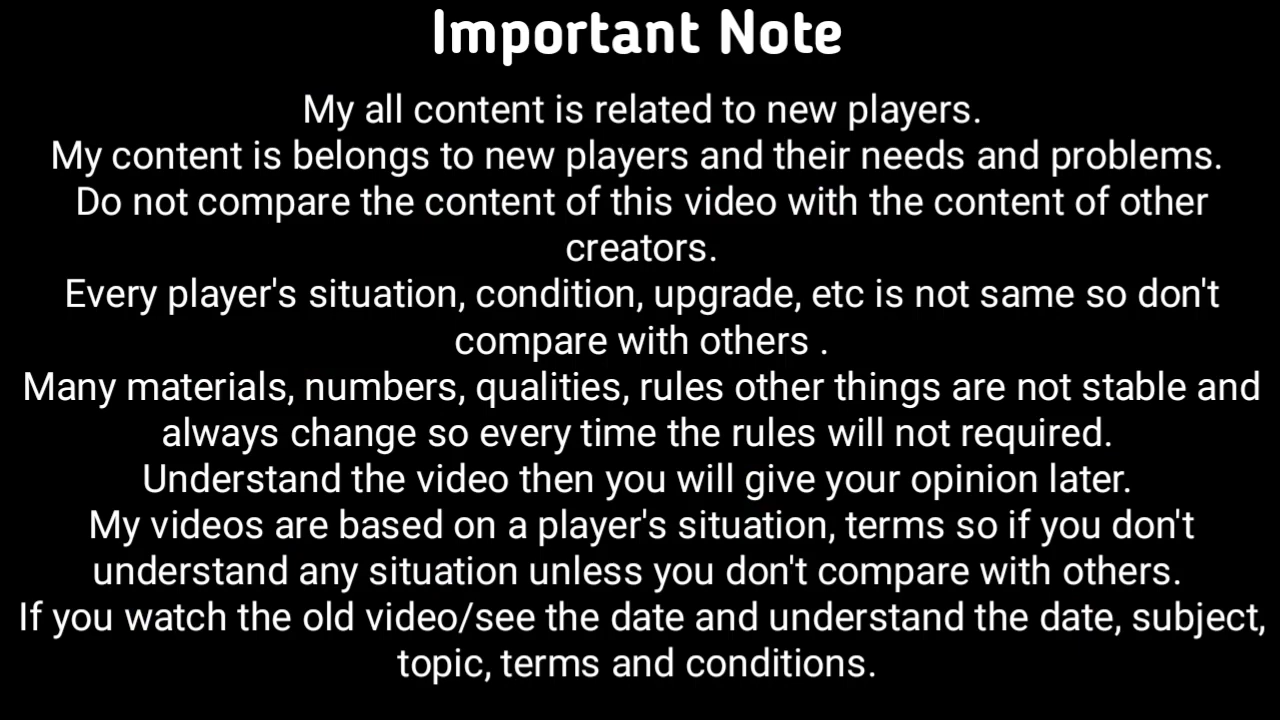 Important Note
My all content is related to new players.
My content is belongs to new players and their needs and problems.
Do not compare the content of this video with the content of other
creators.
Every player's situation, condition, upgrade, etc is not same so don't
compare with others .
Many materials, numbers, qualities, rules other things are not stable and
always change so every time the rules will not required.
Understand the video then you will give your opinion later.
My videos are based on a player's situation, terms so if you don't
understand any situation unless you don't compare with others.
If you watch the old video/see the date and understand the date, subject,
topic, terms and conditions.